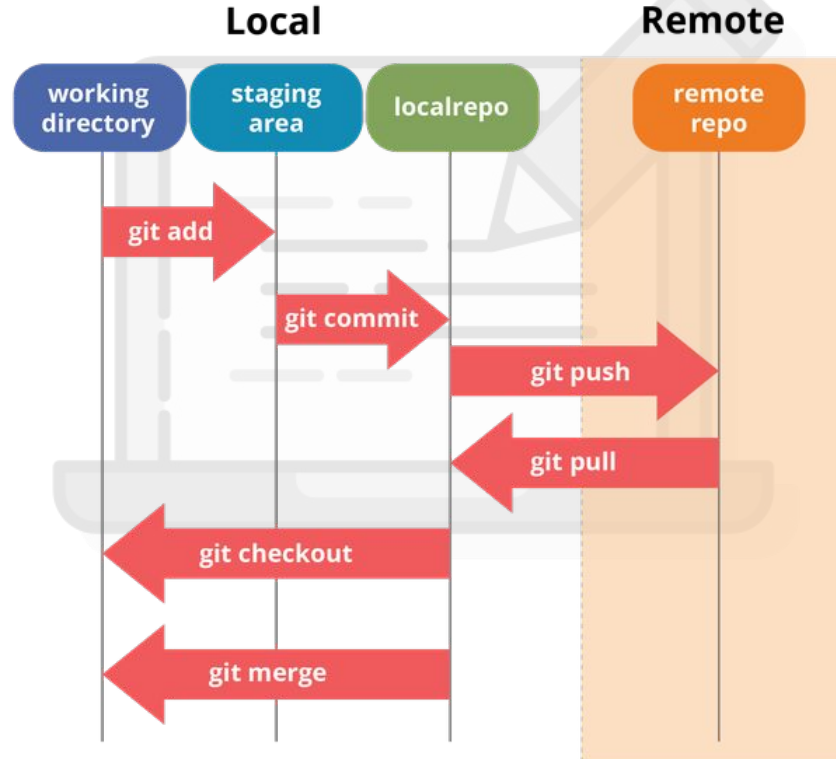 Local
Remote
working
directory
staging
area
localrepo
remote
repo
git add
git commit
git push
git pull
git checkout
git merge